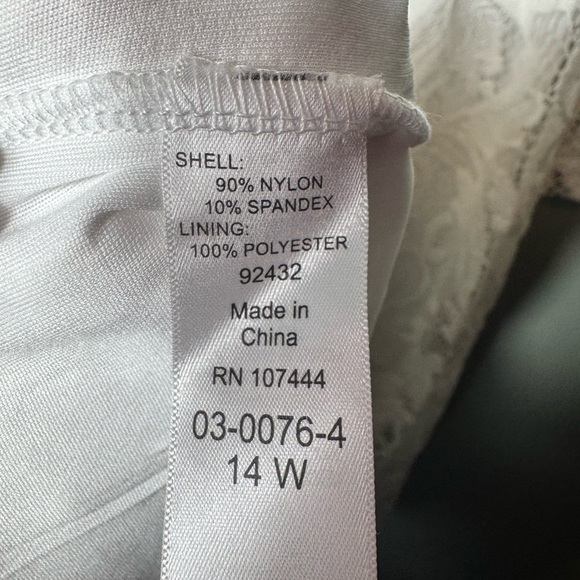 SHELL:
90% NYLON
10% SPANDEX
LINING:
100% POLYESTER
92432
Made in
China
RN 107444
03-0076-4
14 W